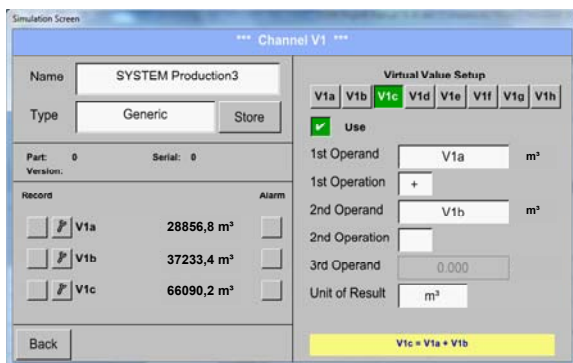 Simulation Screen
*** Channel V1 ***
Name SYSTEM Production3
Type Generic Store
Part: 0 Serial: 0
Version:
Record Alarm
V1a 28856,8 m³
V1b 37233,4 m³
V1c 66090,2 m³
Back
Virtual Value Setup
V1a V1b V1c V1d V1e V1f V1g V1h
Use
1st Operand V1a m³
1st Operation +
2nd Operand V1b m³
2nd Operation
3rd Operand 0.000
Unit of Result m³
V1c = V1a + V1b